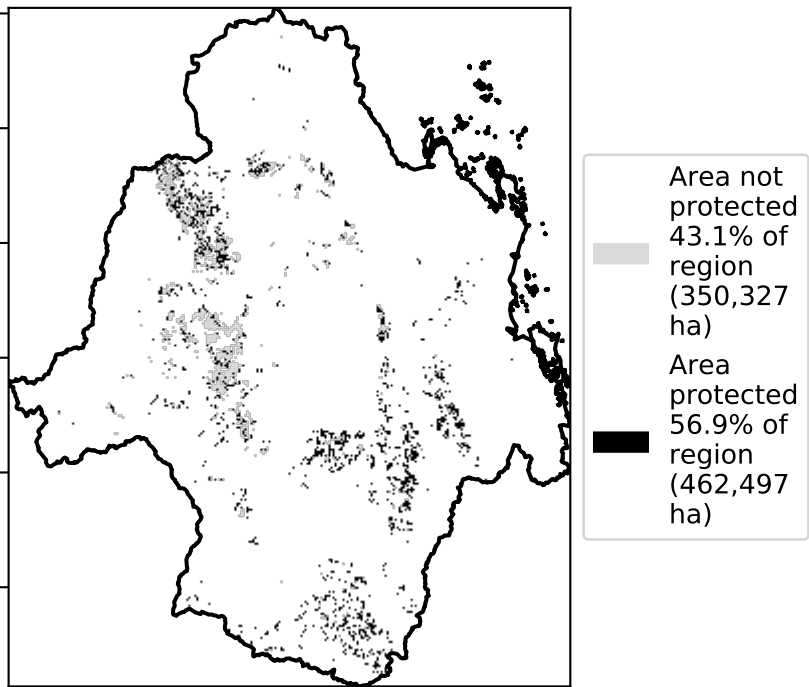 Area not
protected
43.1% of
region
(350,327
ha)
Area
protected
56.9% of
region
(462,497
ha)